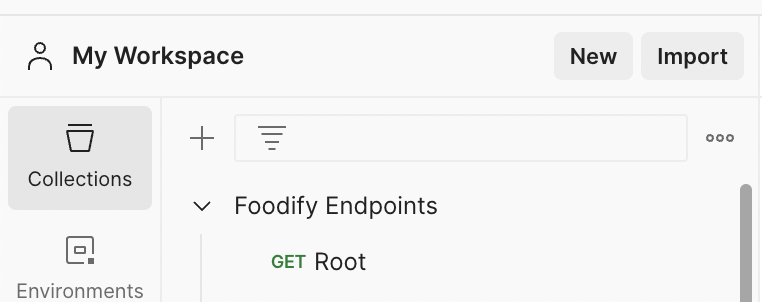 My Workspace New Import
Collections
Foodify Endpoints
GET Root
Environments